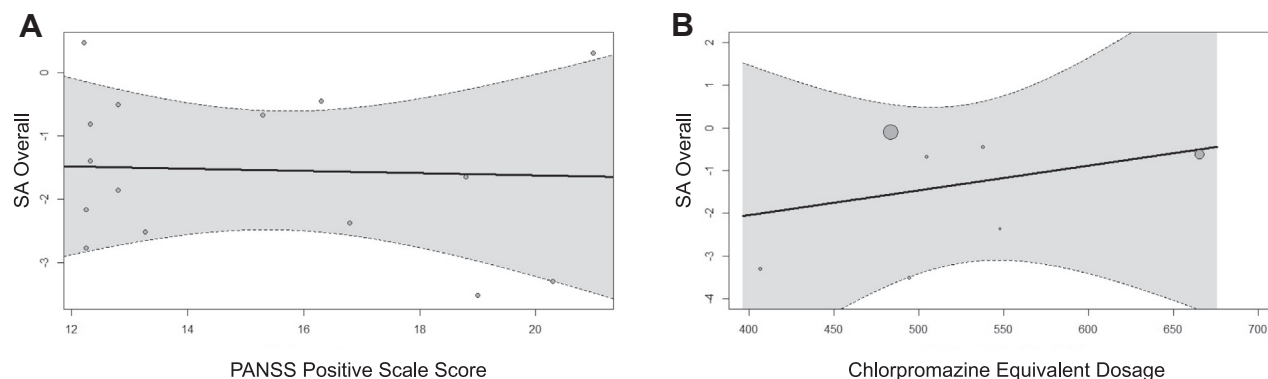 A
SA Overall
0
-1
-2
-3
12 14 16 18 20
PANSS Positive Scale Score
B
SA Overall
2
1
0
-1
-2
-3
-4
400 450 500 550 600 650 700
Chlorpromazine Equivalent Dosage